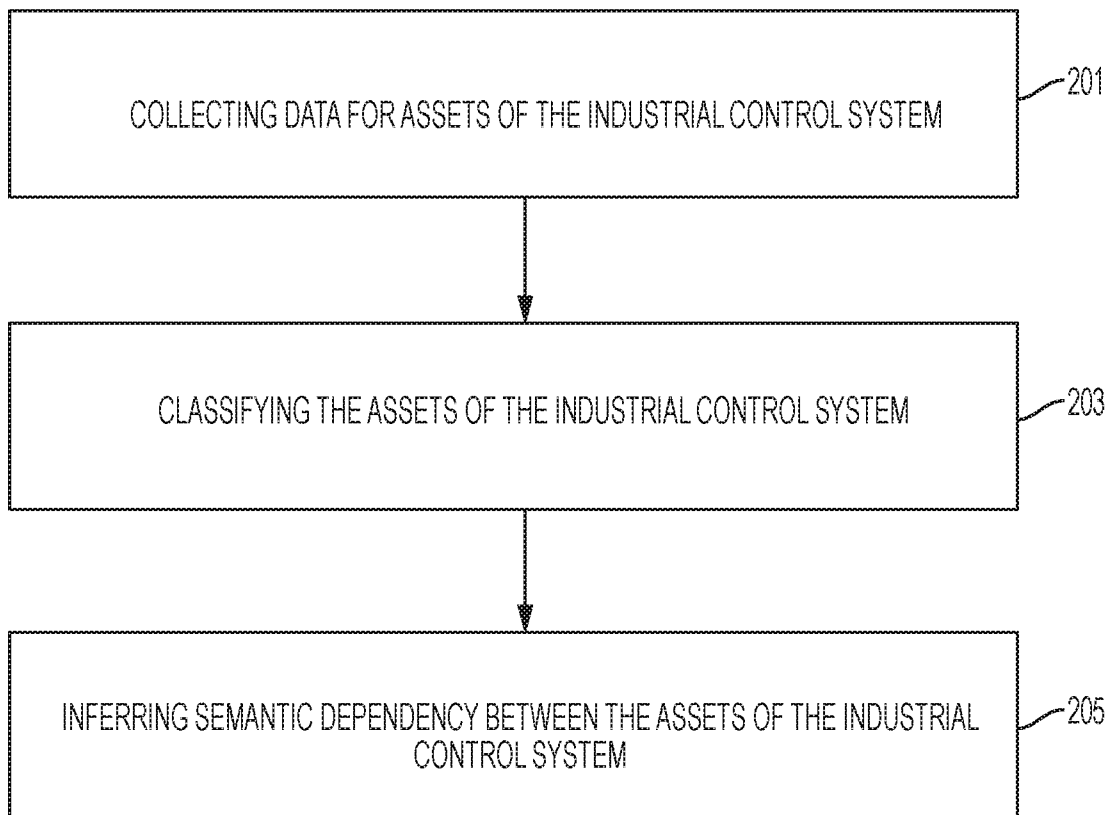 COLLECTING DATA FOR ASSETS OF THE INDUSTRIAL CONTROL SYSTEM
201
CLASSIFYING THE ASSETS OF THE INDUSTRIAL CONTROL SYSTEM
203
INFERRING SEMANTIC DEPENDENCY BETWEEN THE ASSETS OF THE INDUSTRIAL
CONTROL SYSTEM
205